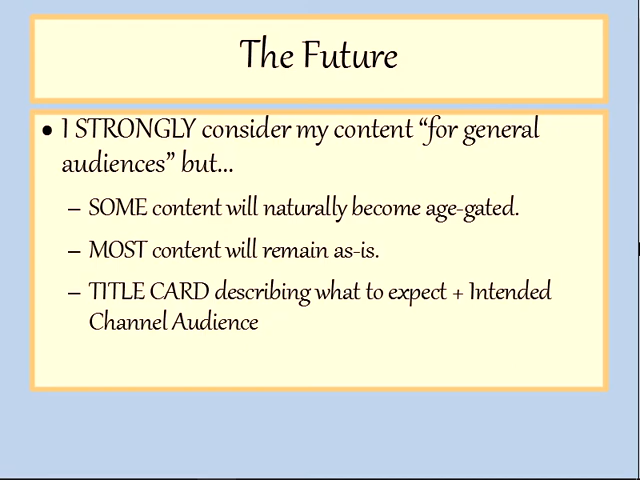 The Future
• I STRONGLY consider my content “for general
audiences” but...
– SOME content will naturally become age-gated.
– MOST content will remain as-is.
– TITLE CARD describing what to expect + Intended
Channel Audience